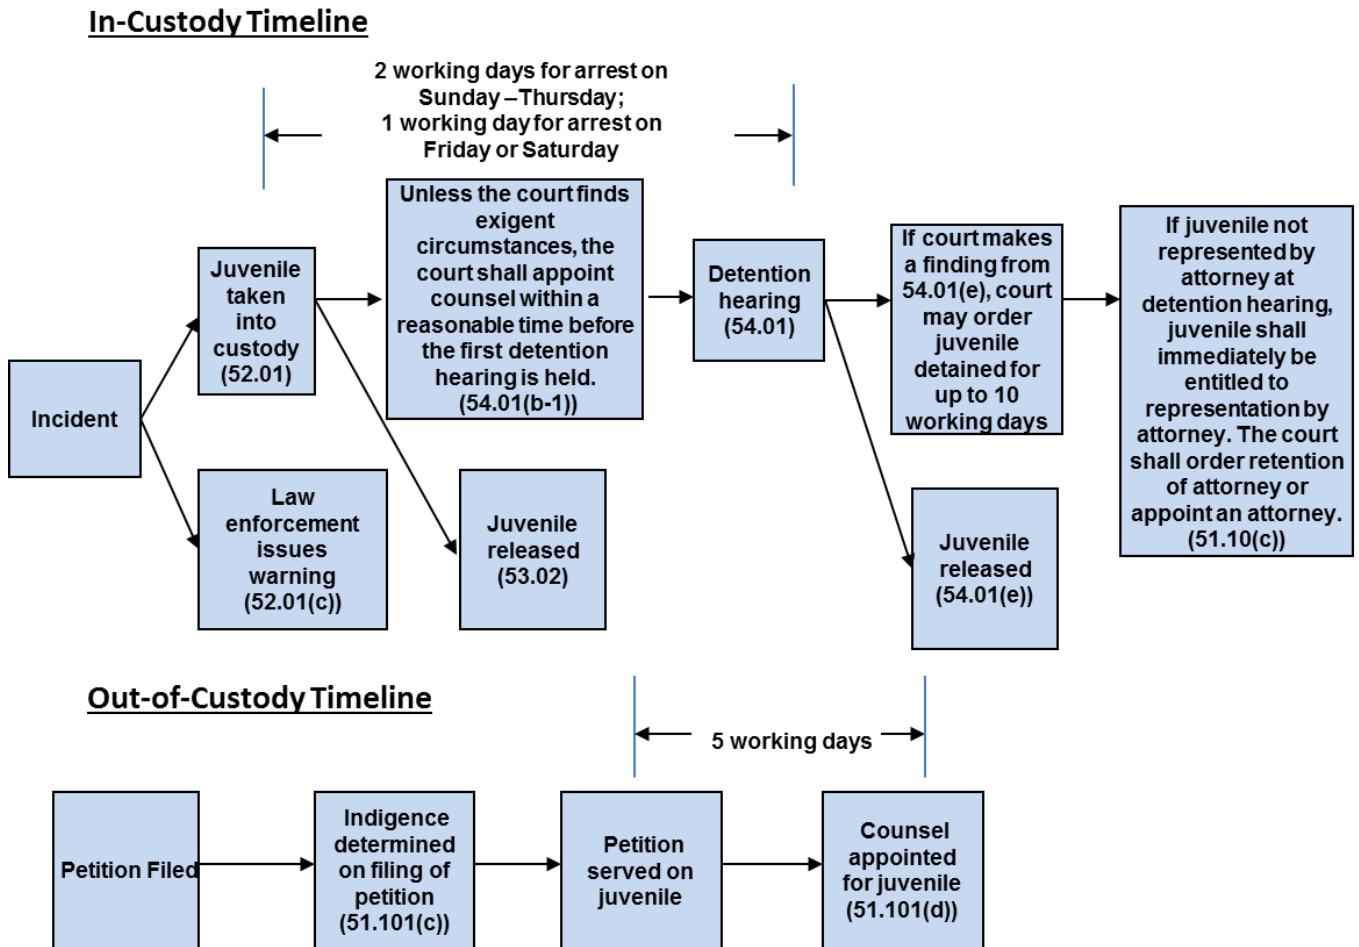 In-Custody Timeline
2 working days for arrest on
Sunday –Thursday;
1 working day for arrest on
Friday or Saturday
Incident
Juvenile
taken
into
custody
(52.01)
Law
enforcement
issues
warning
(52.01(c))
Unless the court finds
exigent
circumstances, the
court shall appoint
counsel within a
reasonable time before
the first detention
hearing is held.
(54.01(b-1))
Juvenile
released
(53.02)
Detention
hearing
(54.01)
If court makes
a finding from
54.01(e), court
may order
juvenile
detained for
up to 10
working days
Juvenile
released
(54.01(e))
If juvenile not
represented by
attorney at
detention hearing,
juvenile shall
immediately be
entitled to
representation by
attorney. The court
shall order retention
of attorney or
appoint an attorney.
(51.10(c))
Out-of-Custody Timeline
5 working days
Petition Filed
Indigence
determined
on filing of
petition
(51.101(c))
Petition
served on
juvenile
Counsel
appointed
for juvenile
(51.101(d))